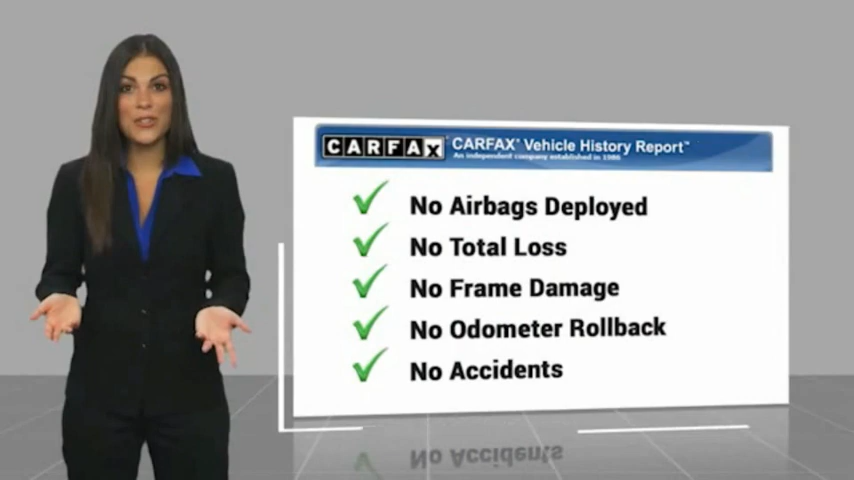 CARFAX CARFAX® Vehicle History Report™
An independent company established in 1986
No Airbags Deployed
No Total Loss
No Frame Damage
No Odometer Rollback
No Accidents
No Accidents